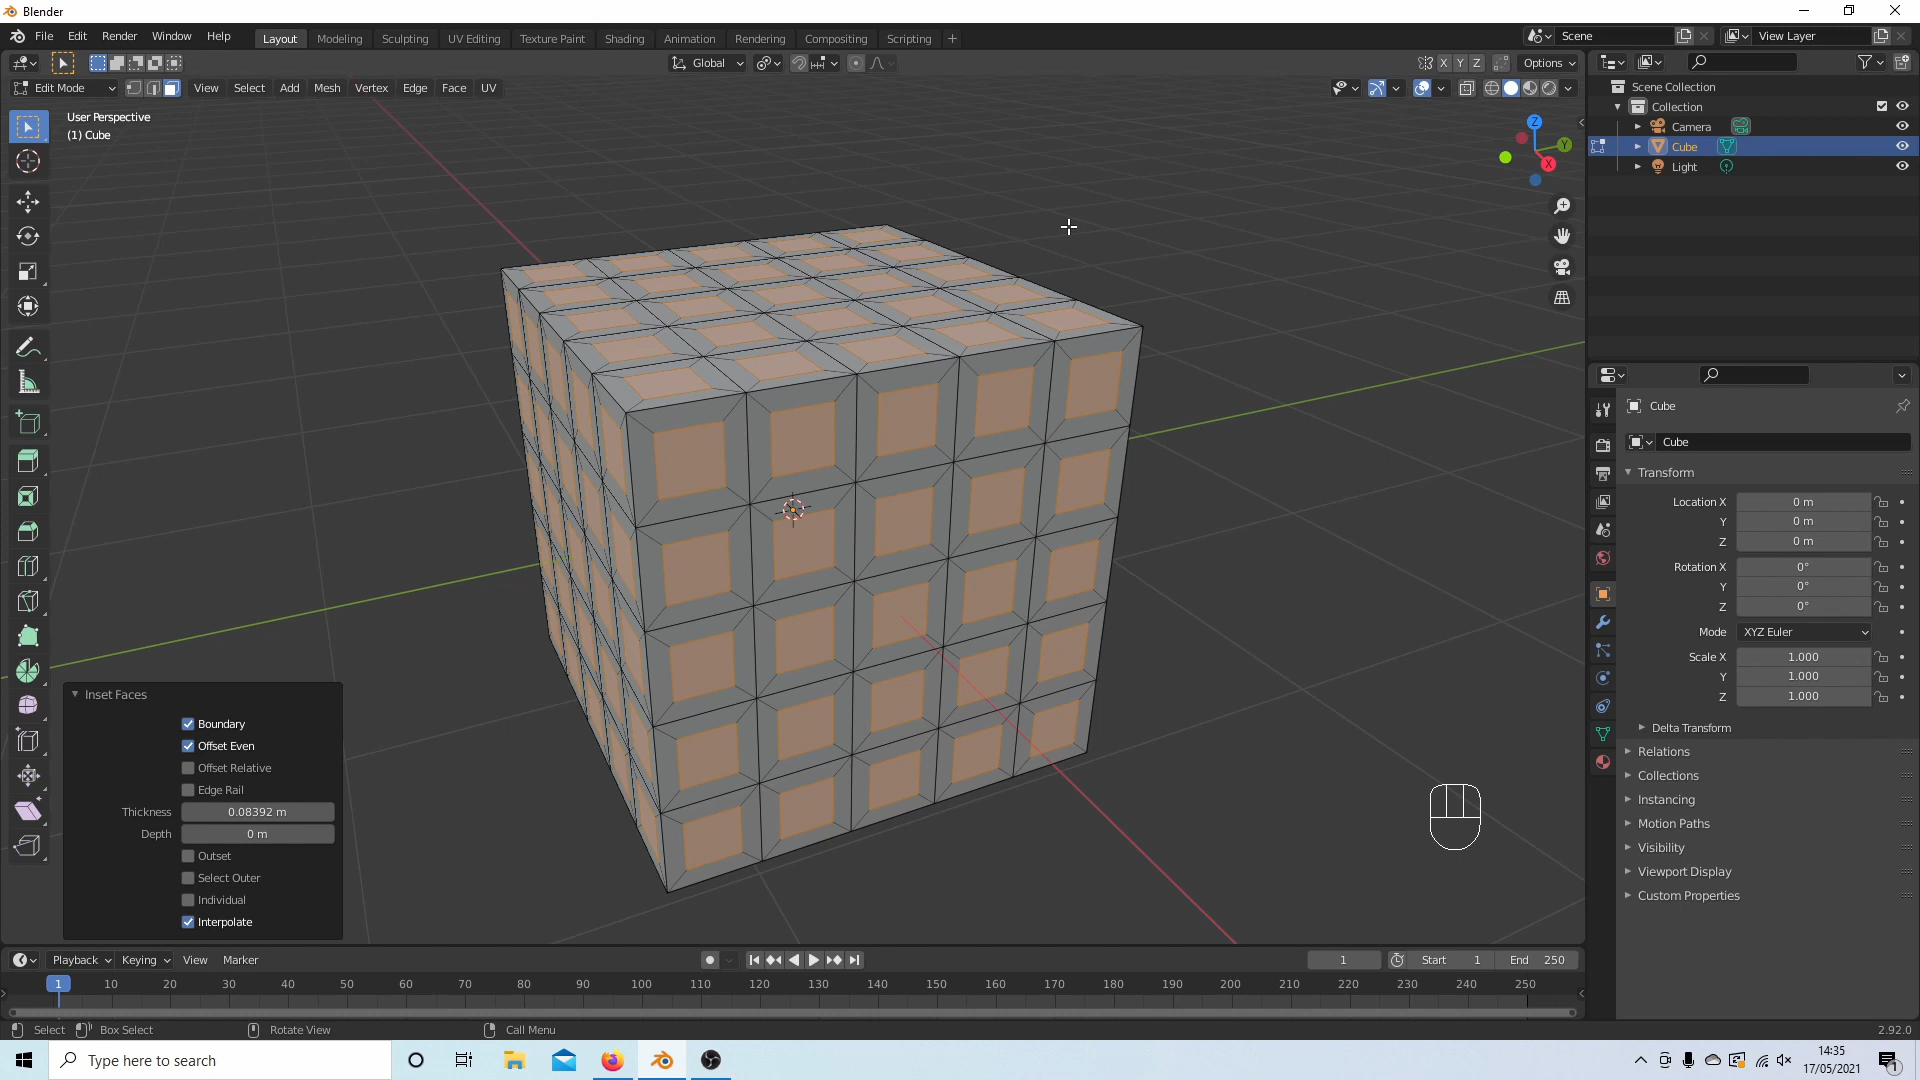 Blender
File Edit Render Window Help Layout Modeling Sculpting UV Editing Texture Paint Shading Animation Rendering Compositing Scripting + Scene View Layer
Global X Y Z Options
Edit Mode View Select Add Mesh Vertex Edge Face UV
Scene Collection
Collection
Camera
Cube
Light
User Perspective
(1) Cube
Z
Y
X
Cube
Cube
Transform
Location X 0 m
Y 0 m
Z 0 m
Rotation X 0°
Y 0°
Z 0°
Mode XYZ Euler
Scale X 1.000
Y 1.000
Z 1.000
Delta Transform
Relations
Collections
Instancing
Motion Paths
Visibility
Viewport Display
Custom Properties
Inset Faces
Boundary
Offset Even
Offset Relative
Edge Rail
Thickness 0.08392 m
Depth 0 m
Outset
Select Outer
Individual
Interpolate
Playback Keying View Marker 1 Start 1 End 250
1 10 20 30 40 50 60 70 80 90 100 110 120 130 140 150 160 170 180 190 200 210 220 230 240 250
Select Box Select Rotate View Call Menu 2.92.0
Type here to search
14:35
17/05/2021
1